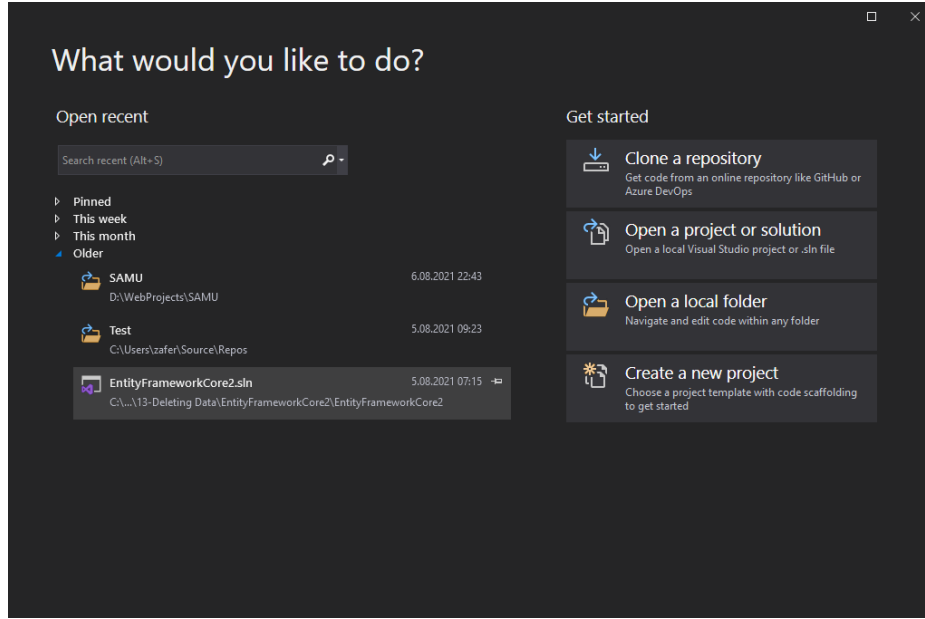 What would you like to do?
Open recent
Search recent (Alt+S)
Pinned
This week
This month
Older
SAMU 6.08.2021 22:43
D:\WebProjects\SAMU
Test 5.08.2021 09:23
C:\Users\zafer\Source\Repos
EntityFrameworkCore2.sln 5.08.2021 07:15
C:\...\13-Deleting Data\EntityFrameworkCore2\EntityFrameworkCore2
Get started
Clone a repository
Get code from an online repository like GitHub or
Azure DevOps
Open a project or solution
Open a local Visual Studio project or .sln file
Open a local folder
Navigate and edit code within any folder
Create a new project
Choose a project template with code scaffolding
to get started